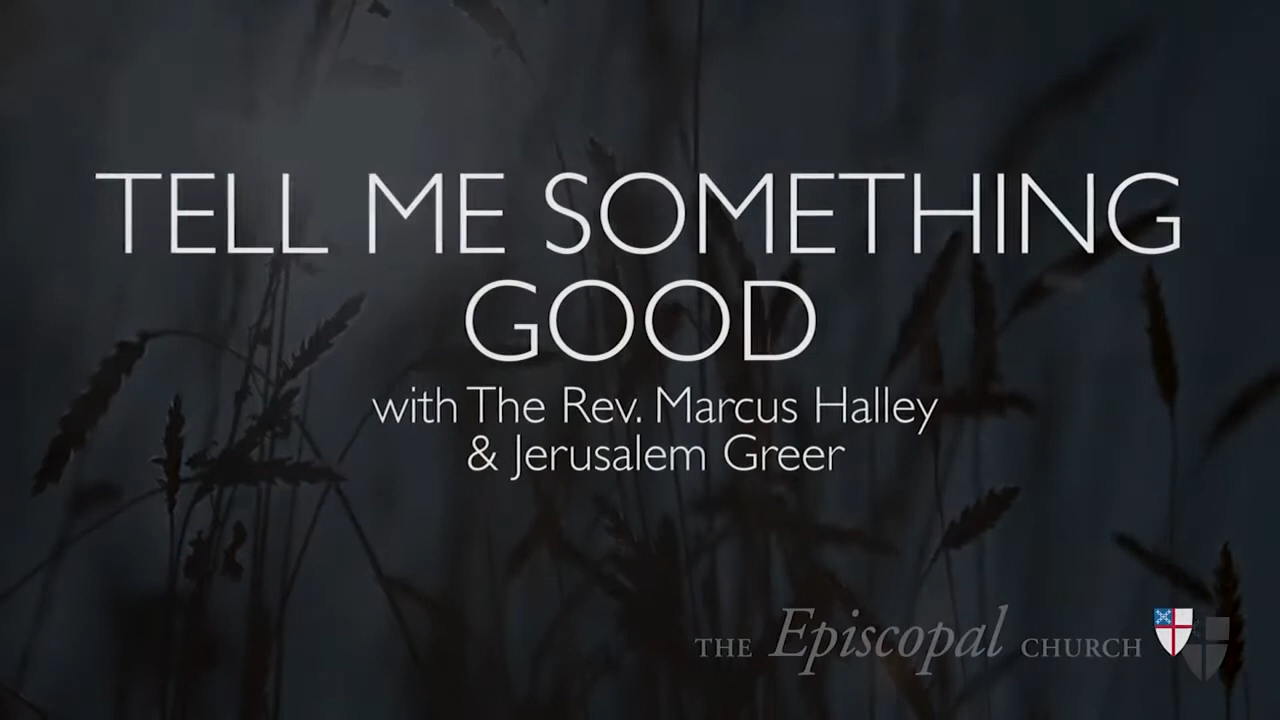 TELL ME SOMETHING
GOOD
with The Rev. Marcus Halley
& Jerusalem Greer
THE Episcopal CHURCH